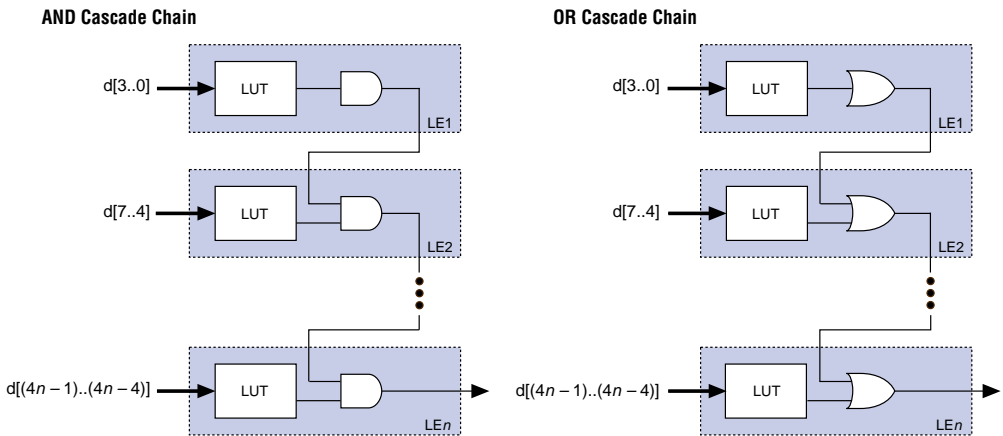 AND Cascade Chain
d[3..0]
LUT
LE1
d[7..4]
LUT
LE2
d[(4n – 1)..(4n – 4)]
LUT
LEn
OR Cascade Chain
d[3..0]
LUT
LE1
d[7..4]
LUT
LE2
d[(4n – 1)..(4n – 4)]
LUT
LEn